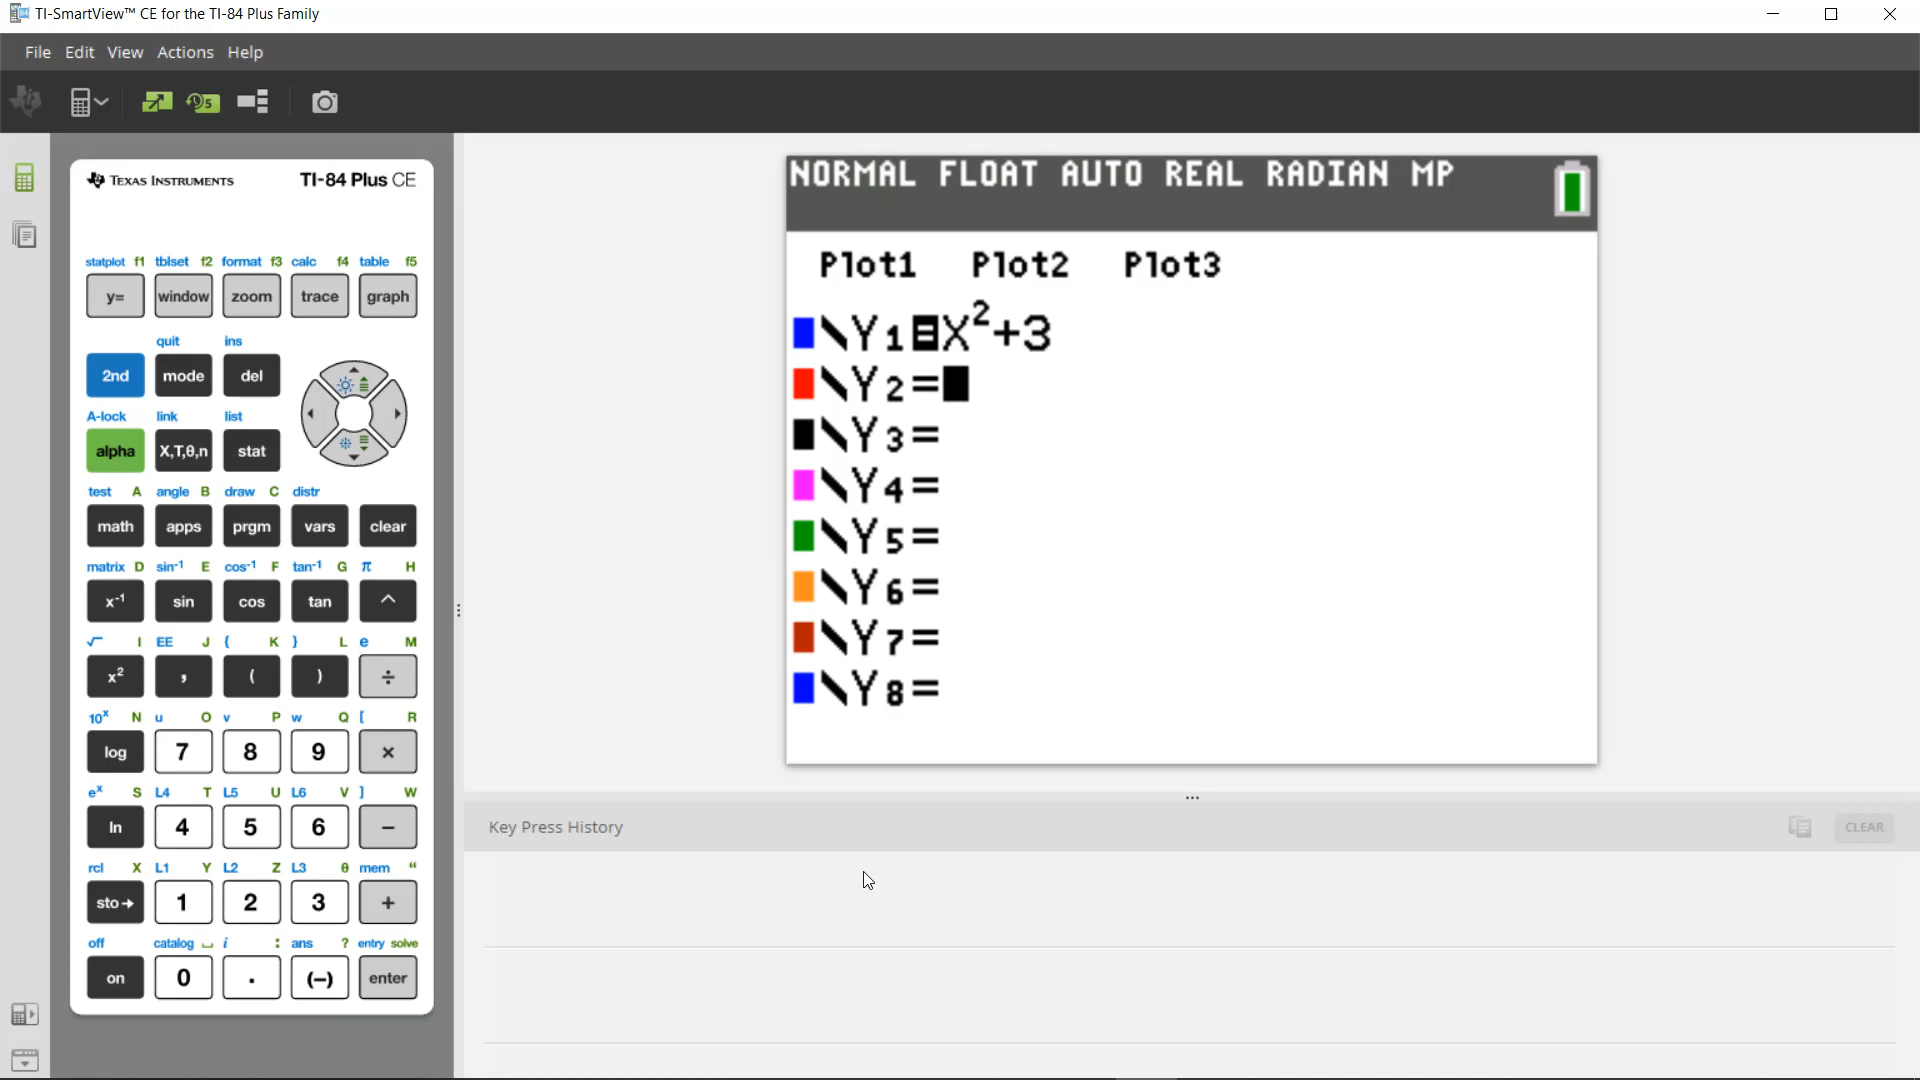 TI-SmartView™ CE for the TI-84 Plus Family
File Edit View Actions Help
5
TEXAS INSTRUMENTS TI-84 Plus CE
statplot f1 tblset f2 format f3 calc f4 table f5
y= window zoom trace graph
quit ins
2nd mode del
A-lock link list
alpha X,T,θ,n stat
test A angle B draw C distr
math apps prgm vars clear
matrix D sin⁻¹ E cos⁻¹ F tan⁻¹ G π H
x⁻¹ sin cos tan ^
√ I EE J { K } L e M
x² , ( ) ÷
10ˣ N u O v P w Q [ R
log 7 8 9 ×
eˣ S L4 T L5 U L6 V ] W
ln 4 5 6 −
rcl X L1 Y L2 Z L3 θ mem “
sto→ 1 2 3 +
off catalog ⎵ i : ans ? entry solve
on 0 . (−) enter
NORMAL FLOAT AUTO REAL RADIAN MP
Plot1 Plot2 Plot3
\Y1=X²+3
\Y2=
\Y3=
\Y4=
\Y5=
\Y6=
\Y7=
\Y8=
Key Press History
CLEAR